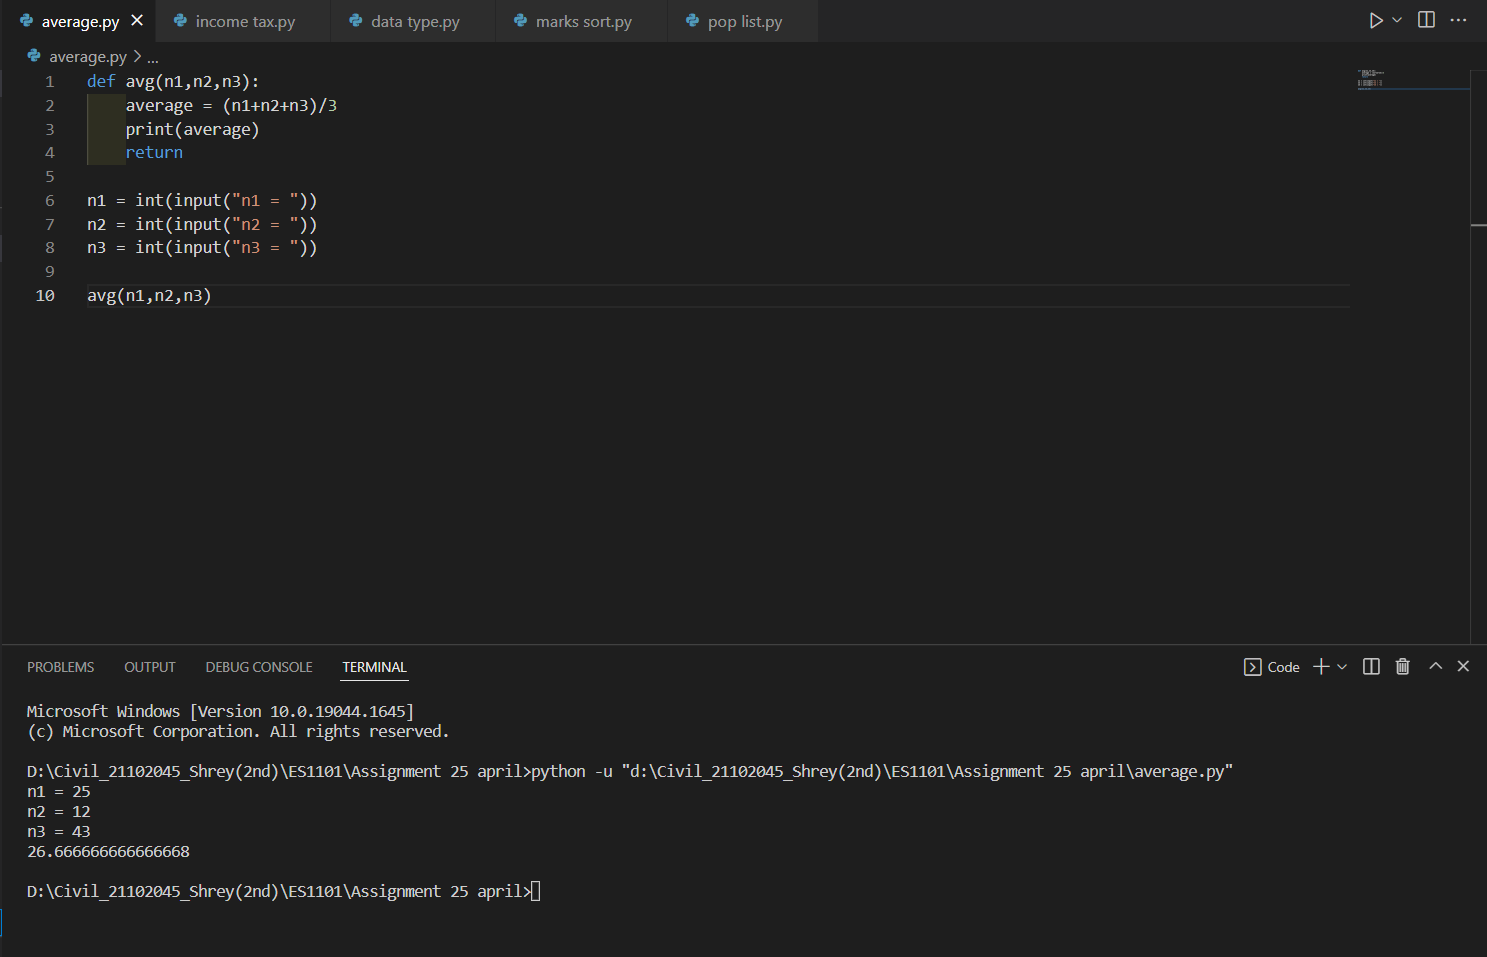 average.py
income tax.py
data type.py
marks sort.py
pop list.py
average.py > ...
1 def avg(n1,n2,n3):
2     average = (n1+n2+n3)/3
3     print(average)
4     return
5
6 n1 = int(input("n1 = "))
7 n2 = int(input("n2 = "))
8 n3 = int(input("n3 = "))
9
10 avg(n1,n2,n3)
PROBLEMS OUTPUT DEBUG CONSOLE TERMINAL Code
Microsoft Windows [Version 10.0.19044.1645]
(c) Microsoft Corporation. All rights reserved.
D:\Civil_21102045_Shrey(2nd)\ES1101\Assignment 25 april>python -u "d:\Civil_21102045_Shrey(2nd)\ES1101\Assignment 25 april\average.py"
n1 = 25
n2 = 12
n3 = 43
26.666666666666668
D:\Civil_21102045_Shrey(2nd)\ES1101\Assignment 25 april>